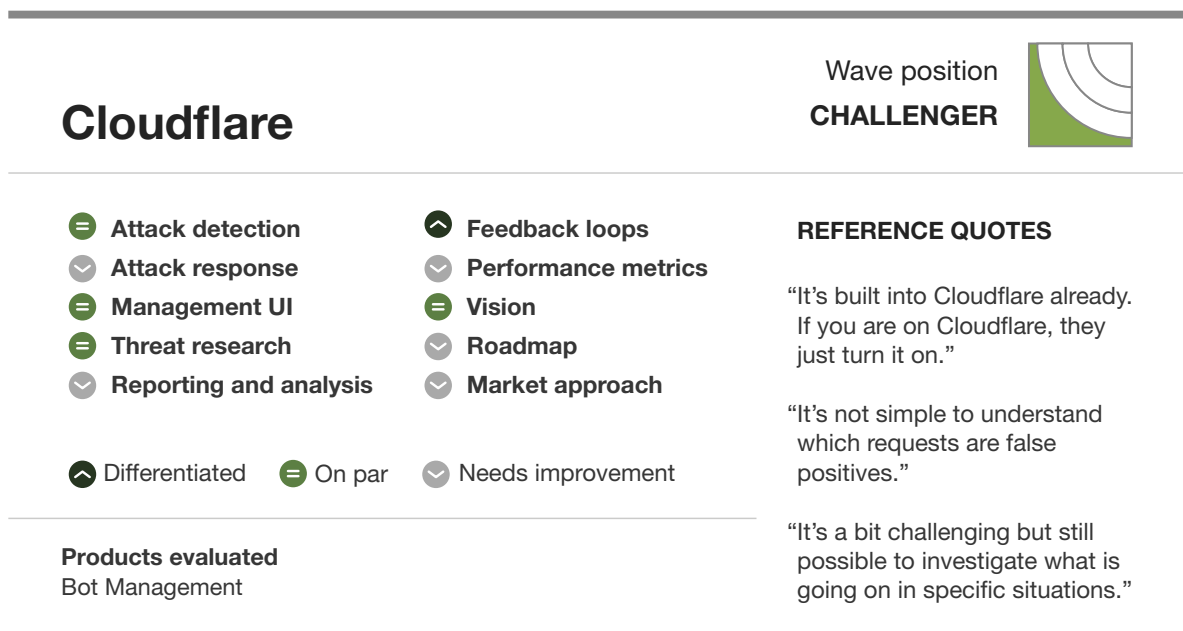 Wave position
CHALLENGER
Cloudflare
Attack detection
Attack response
Management UI
Threat research
Reporting and analysis
Feedback loops
Performance metrics
Vision
Roadmap
Market approach
Differentiated
On par
Needs improvement
Products evaluated
Bot Management
REFERENCE QUOTES
“It’s built into Cloudflare already.
If you are on Cloudflare, they
just turn it on.”
“It’s not simple to understand
which requests are false
positives.”
“It’s a bit challenging but still
possible to investigate what is
going on in specific situations.”